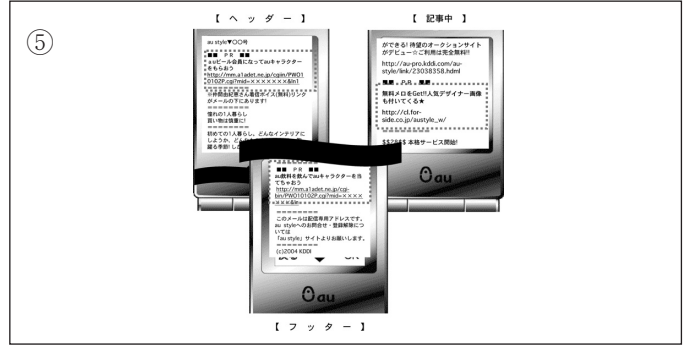 ⑤
【 ヘ ッ ダ ー 】
au style▼○○号
■■ PR ■■
auビール会員になってauキャラクター
をもらおう
http://mm.a1adet.ne.jp/cgiin/PWO1
0102P.cgi?mid=×××××××&ln1
========
※仲間由紀恵さん着信ボイス(無料)リンク
がメールの下にあります!
========
憧れの1人暮らし
買い物は慎重に!
========
初めての1人暮らし、どんなインテリアに
しようか、
躍る季節!
【 記事中 】
ができる! 待望のオークションサイト
がデビュー☆ご利用は完全無料!!
http://au-pro.kddi.com/au-
style/link/23038358.hdml
無料メロをGet!!人気デザイナー画像
も付いてくる★
http://cl.for-
side.co.jp/austyle_w/
本格サービス開始!
au
■■ PR ■■
au飲料を飲んでauキャラクターを当
てちゃおう
http://mm.a1adet.ne.jp/cgi-
bin/PWO10102P.cgi?mid=××××
========
このメールは配信専用アドレスです。
au styleへのお問合せ・登録解除につ
いては
「au style」サイトよりお願いします。
========
(c)2004 KDDI
au
【 フ ッ タ ー 】